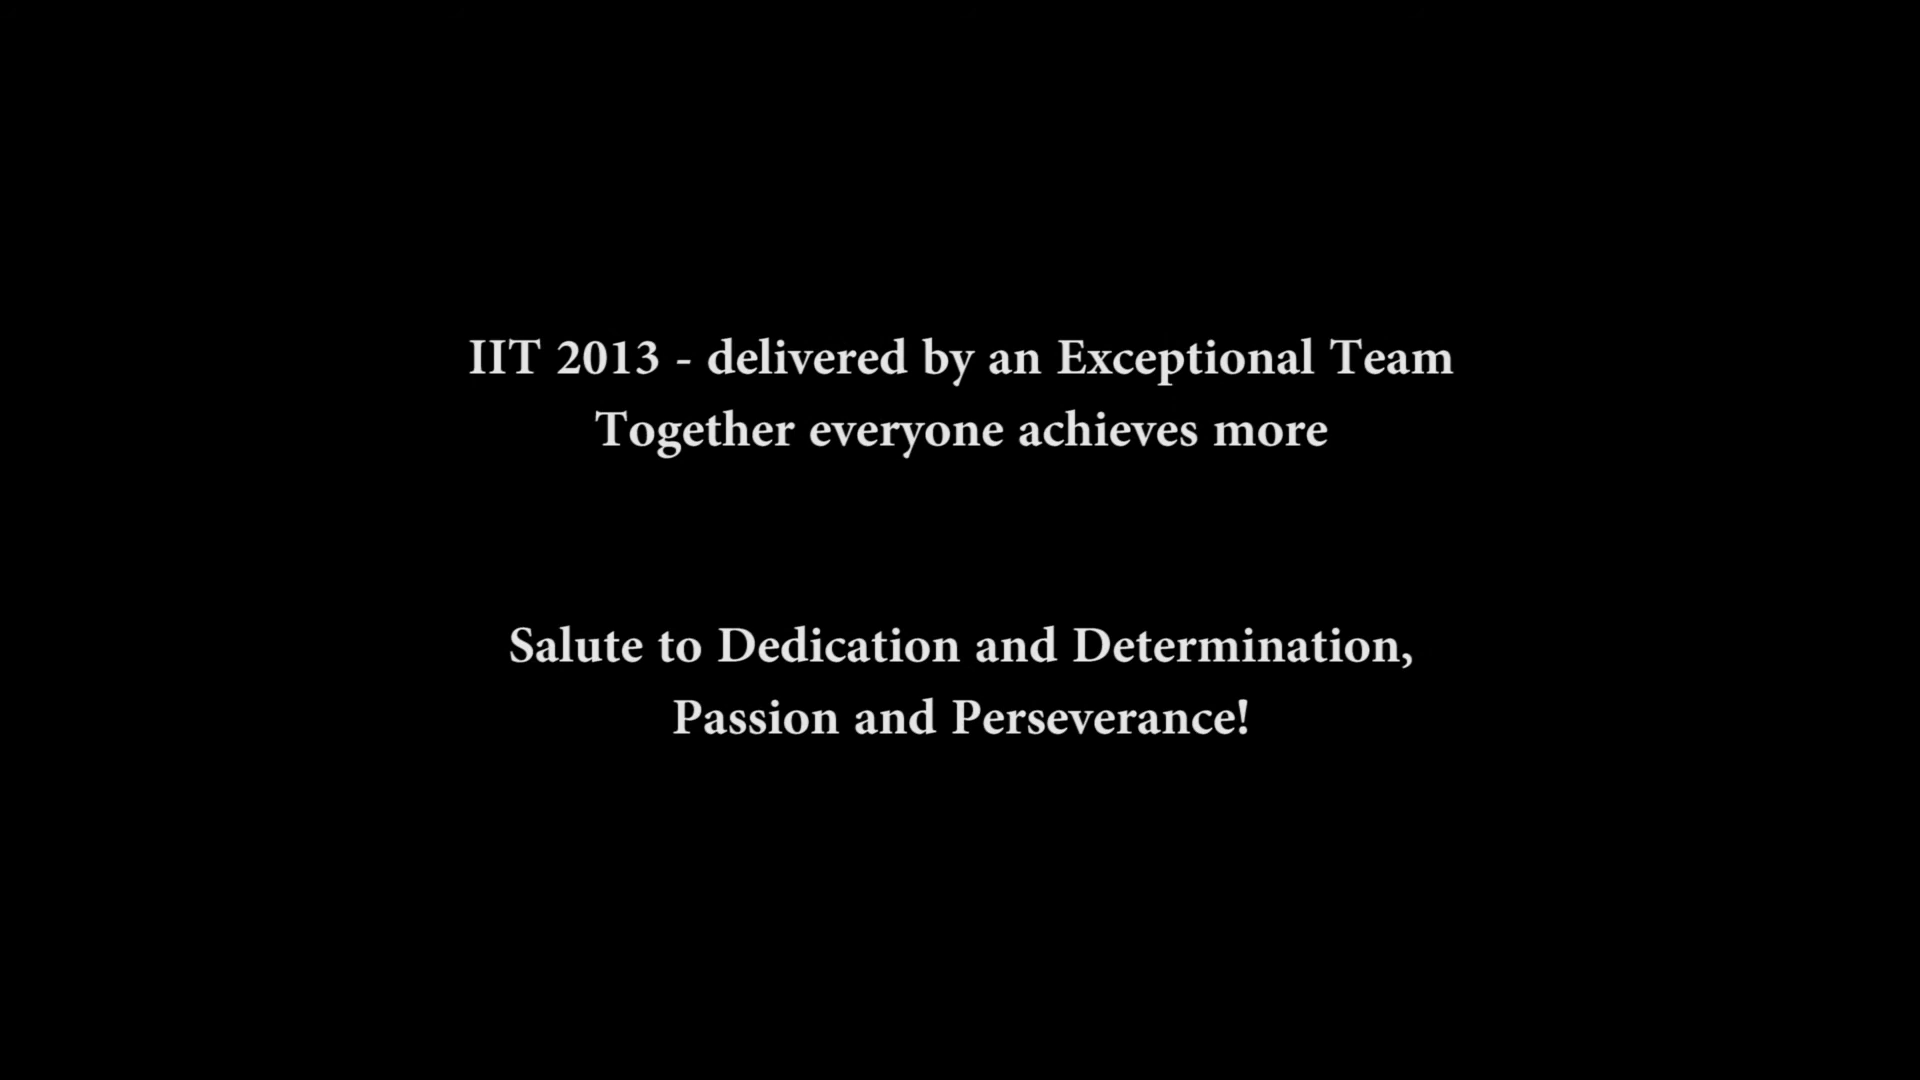 IIT 2013 - delivered by an Exceptional Team
Together everyone achieves more
Salute to Dedication and Determination,
Passion and Perseverance!